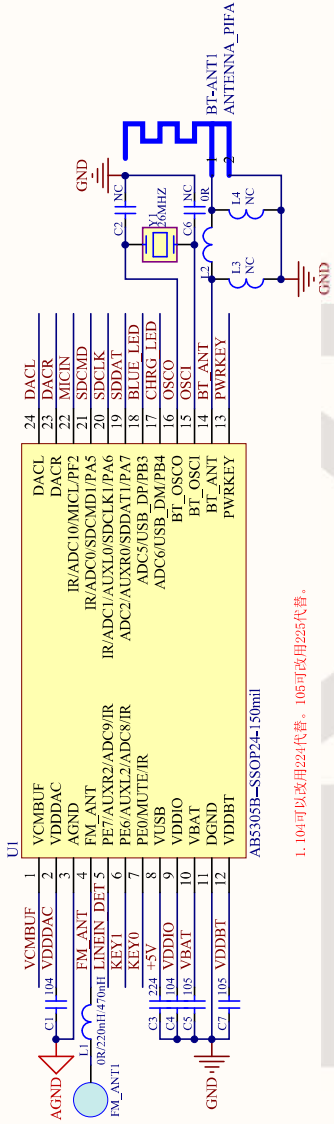 U1
1 VCMBUF VCMBUF
2 VDDDAC VDDDAC
3 AGND
4 FM_ANT FM_ANT
5 LINEIN_DET PE7/AUXR2/ADC9/IR
6 KEY1 PE6/AUXL2/ADC8/IR
7 KEY0 PE0/MUTE/IR
8 +5V VUSB
9 VDDIO VDDIO
10 VBAT VBAT
11 DGND
12 VDDBT VDDBT
24 DACL DACL
23 DACR DACR
22 MICIN IR/ADC10/MICL/PF2
21 SDCMD IR/ADC0/SDCMD1/PA5
20 SDCLK IR/ADC1/AUXL0/SDCLK1/PA6
19 SDDAT ADC2/AUXR0/SDDAT1/PA7
18 BLUE_LED ADC5/USB_DP/PB3
17 CHRG_LED ADC6/USB_DM/PB4
16 OSCO BT_OSCO
15 OSCI BT_OSCI
14 BT_ANT BT_ANT
13 PWRKEY PWRKEY
AB5305B-SSOP24-150mil
AGND
C1 104
L1
0R/220nH/470nH
FM_ANT1
C3 224
C4 104
C5 105
C7 105
GND
GND
C2 NC
Y1
26MHZ
C6 NC
0R
L2
L3
NC
L4
NC
GND
1
2
BT-ANT1
ANTENNA_PIFA
1.104可以改用224代替。105可改用225代替。